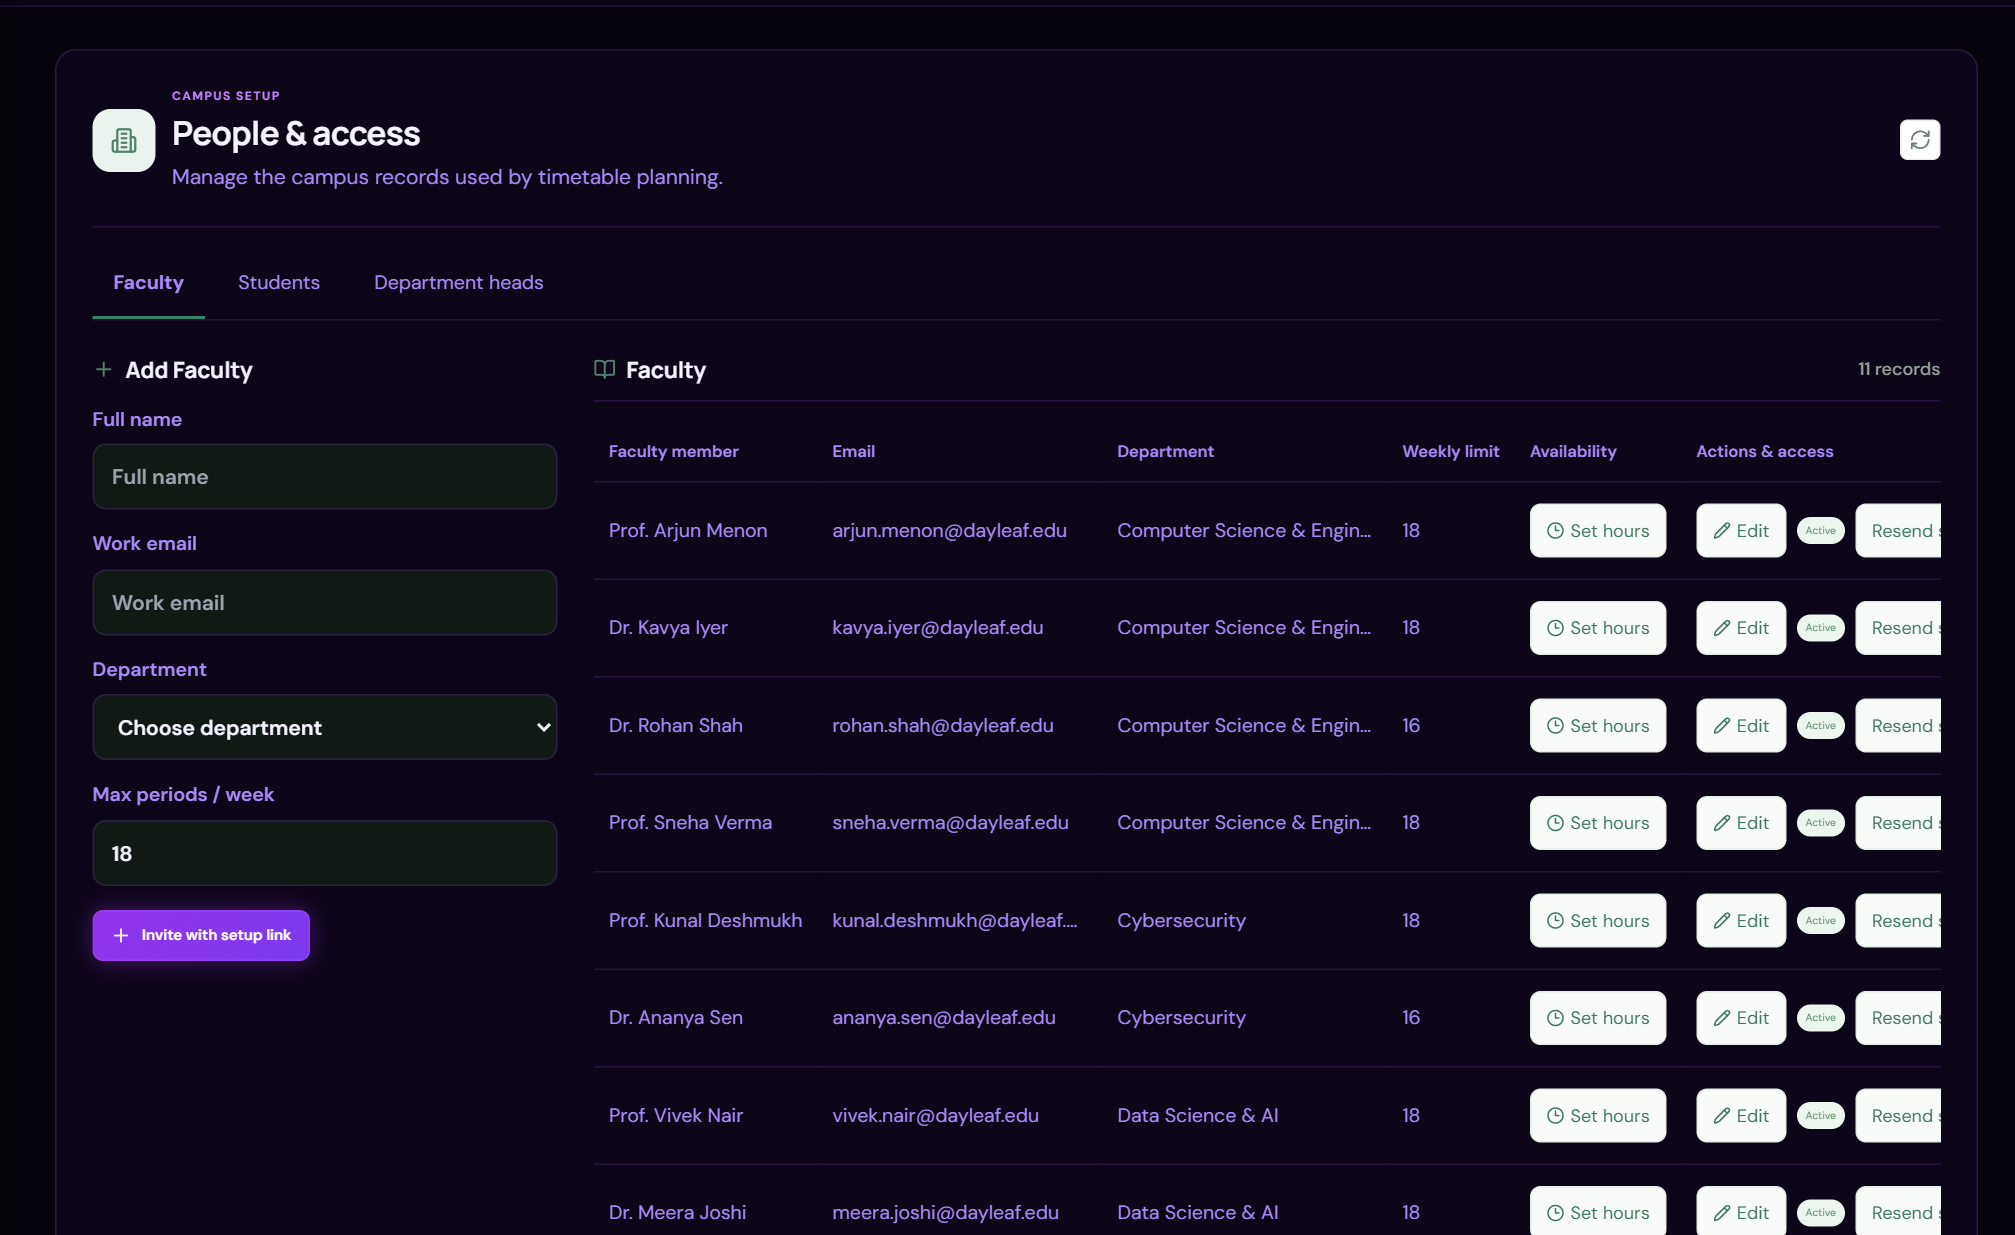 CAMPUS SETUP
People & access
Manage the campus records used by timetable planning.
Faculty Students Department heads
Add Faculty
Full name
Full name
Work email
Work email
Department
Choose department
Max periods / week
18
Invite with setup link
Faculty 11 records
Faculty member Email Department Weekly limit Availability Actions & access
Prof. Arjun Menon arjun.menon@dayleaf.edu Computer Science & Engin... 18 Set hours Edit Active Resend
Dr. Kavya Iyer kavya.iyer@dayleaf.edu Computer Science & Engin... 18 Set hours Edit Active Resend
Dr. Rohan Shah rohan.shah@dayleaf.edu Computer Science & Engin... 16 Set hours Edit Active Resend
Prof. Sneha Verma sneha.verma@dayleaf.edu Computer Science & Engin... 18 Set hours Edit Active Resend
Prof. Kunal Deshmukh kunal.deshmukh@dayleaf.... Cybersecurity 18 Set hours Edit Active Resend
Dr. Ananya Sen ananya.sen@dayleaf.edu Cybersecurity 16 Set hours Edit Active Resend
Prof. Vivek Nair vivek.nair@dayleaf.edu Data Science & AI 18 Set hours Edit Active Resend
Dr. Meera Joshi meera.joshi@dayleaf.edu Data Science & AI 18 Set hours Edit Active Resend